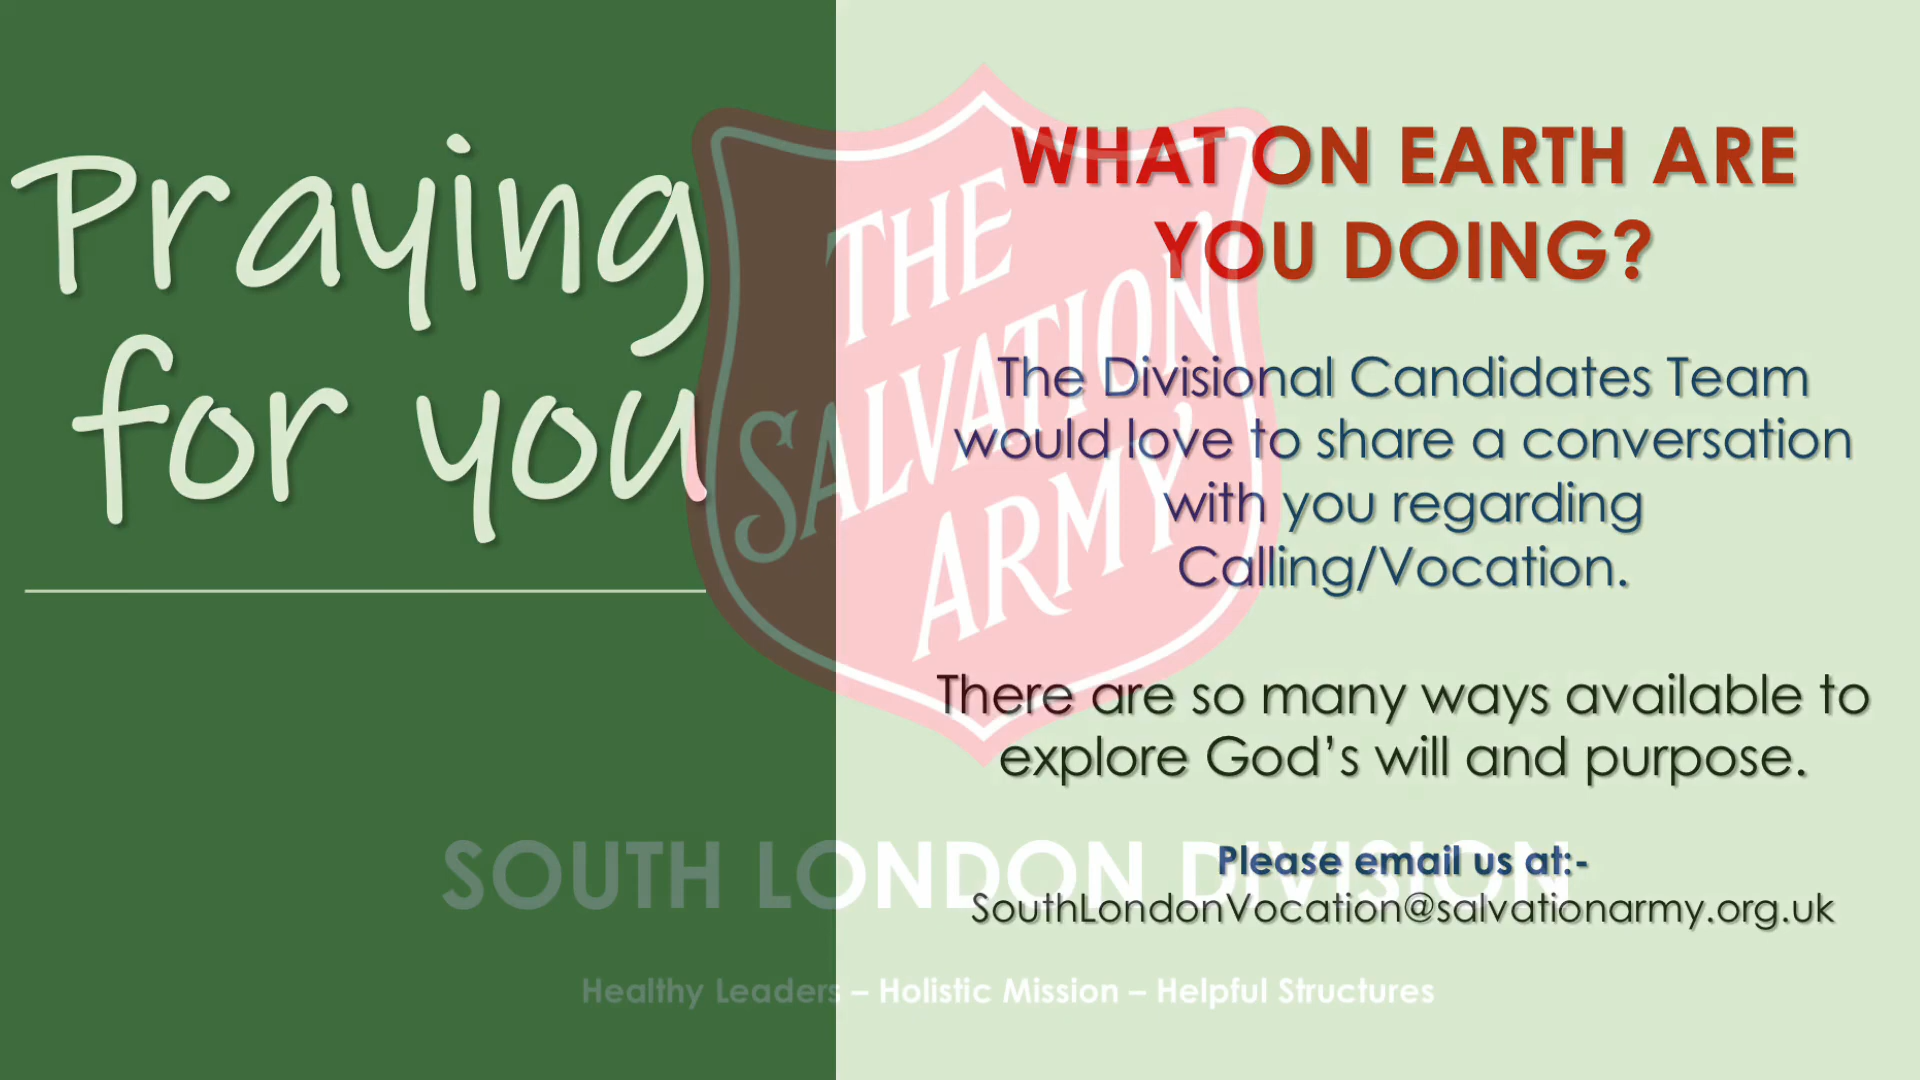 Praying
for you
THE
SALVATION
ARMY
WHAT ON EARTH ARE
YOU DOING?
The Divisional Candidates Team
would love to share a conversation
with you regarding
Calling/Vocation.
There are so many ways available to
explore God’s will and purpose.
Please email us at:-
SouthLondonVocation@salvationarmy.org.uk
SOUTH LONDON DIVISION
Healthy Leaders – Holistic Mission – Helpful Structures